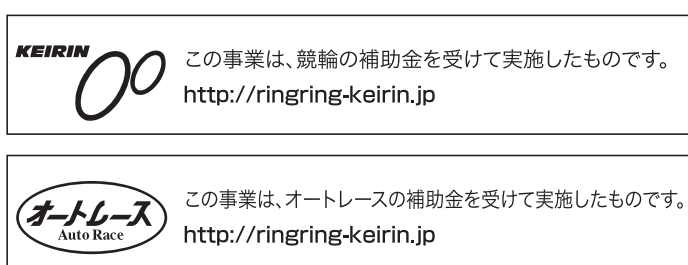 KEIRIN
この事業は、競輪の補助金を受けて実施したものです。
http://ringring-keirin.jp
オートレース
Auto Race
この事業は、オートレースの補助金を受けて実施したものです。
http://ringring-keirin.jp